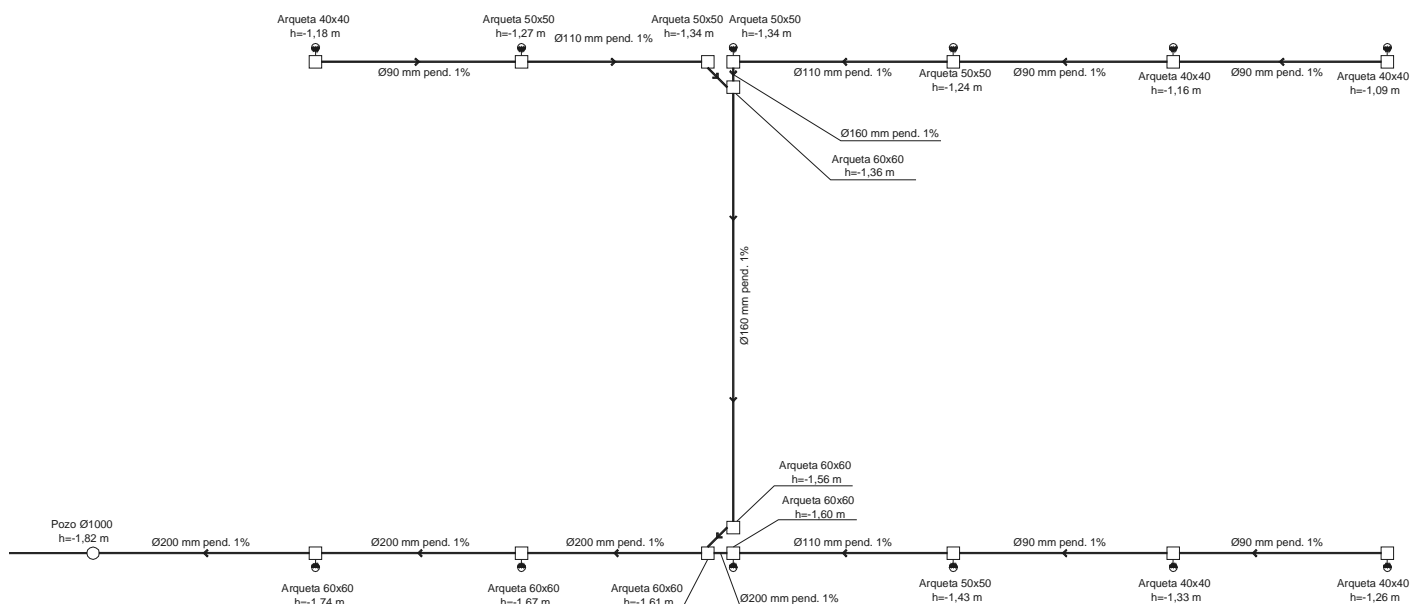 Arqueta 40x40
h=-1,18 m
Arqueta 50x50
h=-1,27 m
Ø110 mm pend. 1%
Arqueta 50x50
h=-1,34 m
Arqueta 50x50
h=-1,34 m
Ø90 mm pend. 1%
Ø110 mm pend. 1%
Arqueta 50x50
h=-1,24 m
Ø90 mm pend. 1%
Arqueta 40x40
h=-1,16 m
Ø90 mm pend. 1%
Arqueta 40x40
h=-1,09 m
Ø160 mm pend. 1%
Arqueta 60x60
h=-1,36 m
Ø160 mm pend. 1%
Arqueta 60x60
h=-1,56 m
Arqueta 60x60
h=-1,60 m
Pozo Ø1000
h=-1,82 m
Ø200 mm pend. 1%
Ø200 mm pend. 1%
Ø200 mm pend. 1%
Ø110 mm pend. 1%
Ø90 mm pend. 1%
Ø90 mm pend. 1%
Arqueta 60x60
h=-1,74 m
Arqueta 60x60
h=-1,67 m
Arqueta 60x60
h=-1,61 m
Ø200 mm pend. 1%
Arqueta 50x50
h=-1,43 m
Arqueta 40x40
h=-1,33 m
Arqueta 40x40
h=-1,26 m